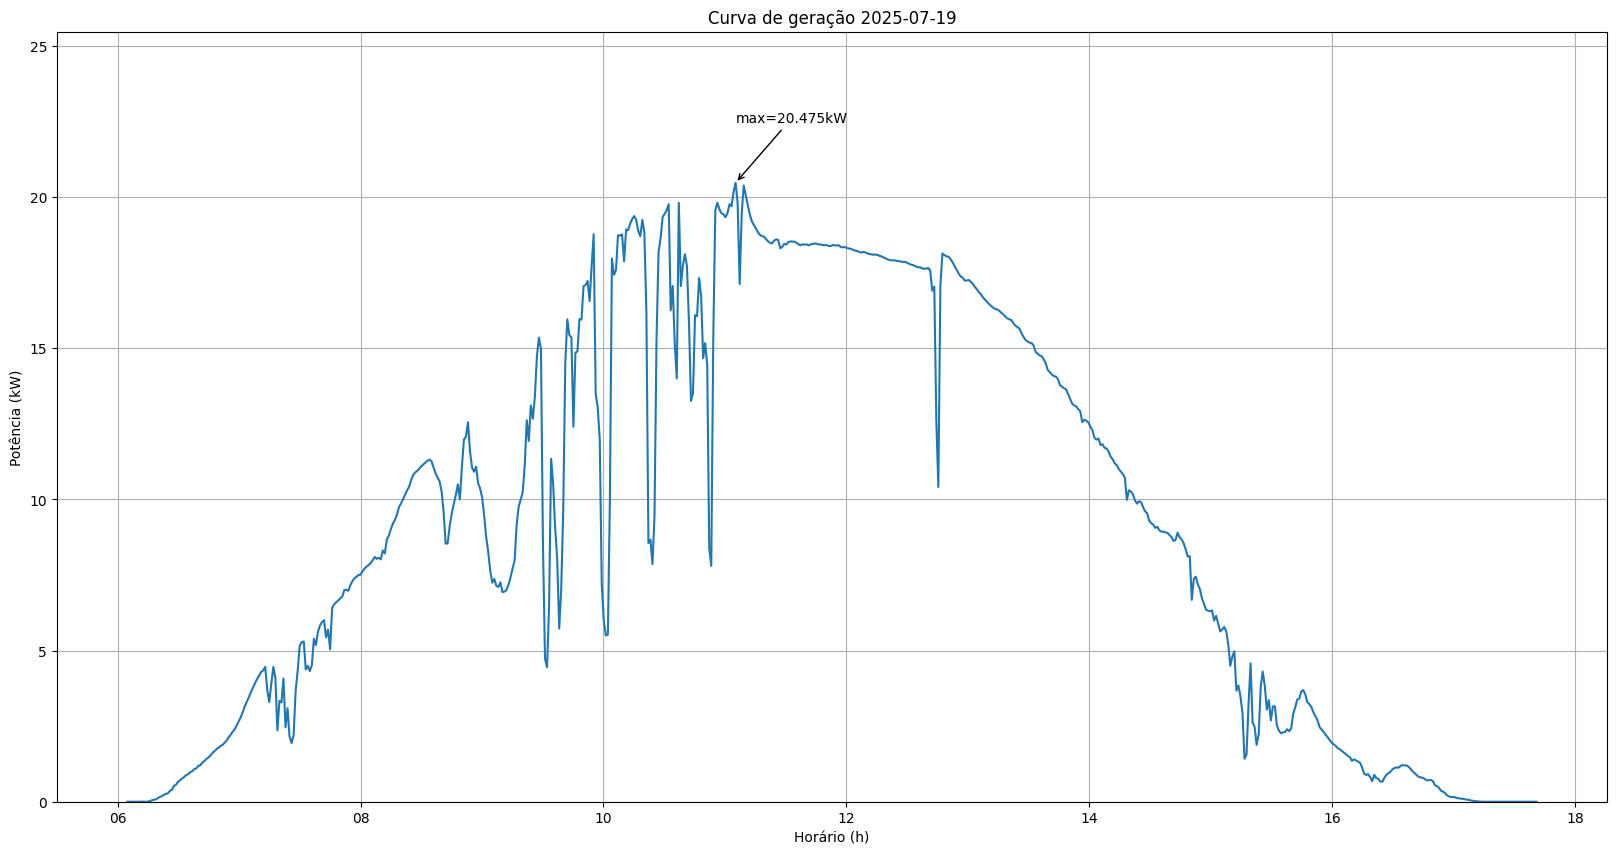 Curva de geração 2025-07-19
25
max=20.475kW
20
15
Potência (kW)
10
5
0
06 08 10 12 14 16 18
Horário (h)